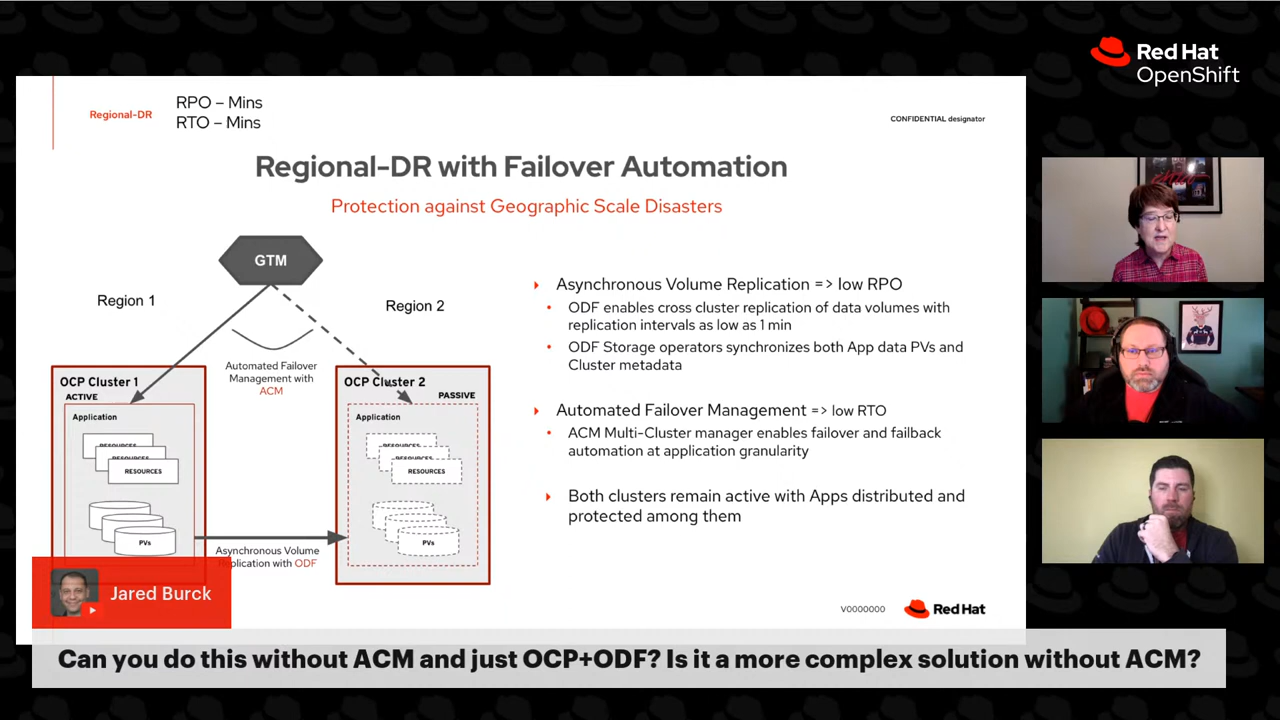 Red Hat
OpenShift
Regional-DR
RPO – Mins
RTO – Mins
CONFIDENTIAL designator
Regional-DR with Failover Automation
Protection against Geographic Scale Disasters
GTM
Region 1
Region 2
Automated Failover
Management with
ACM
OCP Cluster 1
ACTIVE
Application
RESOURCES
RESOURCES
RESOURCES
PVs
OCP Cluster 2
PASSIVE
Application
RESOURCES
RESOURCES
RESOURCES
PVs
Asynchronous Volume
Replication with ODF
Asynchronous Volume Replication => low RPO
ODF enables cross cluster replication of data volumes with
replication intervals as low as 1 min
ODF Storage operators synchronizes both App data PVs and
Cluster metadata
Automated Failover Management => low RTO
ACM Multi-Cluster manager enables failover and failback
automation at application granularity
Both clusters remain active with Apps distributed and
protected among them
V0000000
Red Hat
Jared Burck
Can you do this without ACM and just OCP+ODF? Is it a more complex solution without ACM?